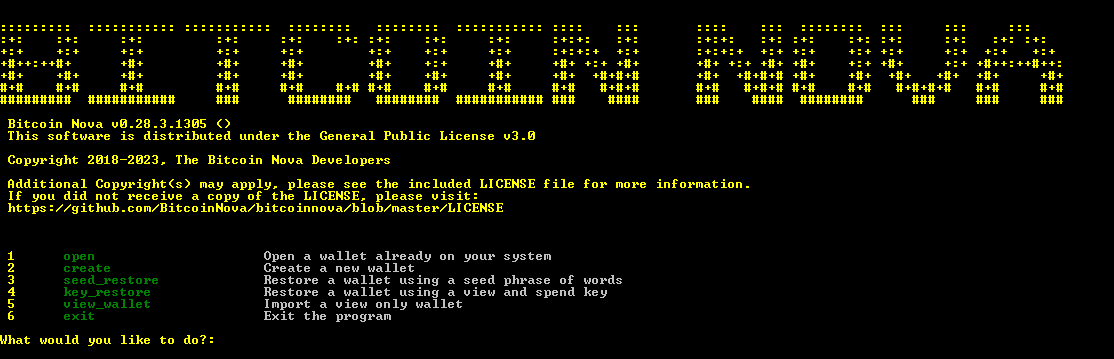 BITCOIN NOVA
Bitcoin Nova v0.28.3.1305 ()
This software is distributed under the General Public License v3.0
Copyright 2018-2023, The Bitcoin Nova Developers
Additional Copyright(s) may apply, please see the included LICENSE file for more information.
If you did not receive a copy of the LICENSE, please visit:
https://github.com/BitcoinNova/bitcoinnova/blob/master/LICENSE
1 open Open a wallet already on your system
2 create Create a new wallet
3 seed_restore Restore a wallet using a seed phrase of words
4 key_restore Restore a wallet using a view and spend key
5 view_wallet Import a view only wallet
6 exit Exit the program
What would you like to do?: